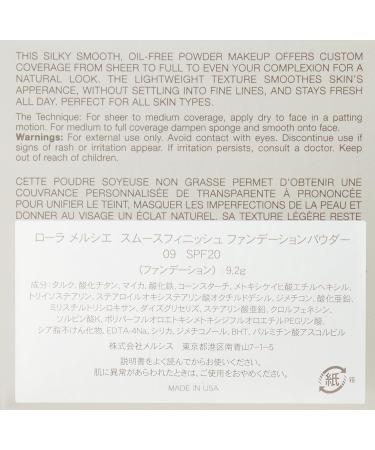 THIS SILKY SMOOTH, OIL-FREE POWDER MAKEUP OFFERS CUSTOM
COVERAGE FROM SHEER TO FULL TO EVEN YOUR COMPLEXION FOR A
NATURAL LOOK. THE LIGHTWEIGHT TEXTURE SMOOTHES SKIN'S
APPERANCE, WITHOUT SETTLING INTO FINE LINES, AND STAYS FRESH
ALL DAY. PERFECT FOR ALL SKIN TYPES.
The Technique: For sheer to medium coverage, apply dry to face in a patting
motion. For medium to full coverage dampen sponge and smooth onto face.
Warnings: For external use only. Avoid contact with eyes. Discontinue use if
signs of rash or irritation appear. If irritation persists, consult a doctor. Keep
out of reach of children.
CETTE POUDRE SOYEUSE NON GRASSE PERMET D'OBTENIR UNE
COUVRANCE PERSONNALISÉE DE TRANSPARENTE À PRONONCÉE
POUR UNIFIER LE TEINT, MASQUER LES IMPERFECTIONS DE LA PEAU ET
DONNER AU VISAGE UN ÉCLAT NATUREL. SA TEXTURE LÉGÈRE RESTE
ローラ メルシエ スムースフィニッシュ ファンデーションパウダー
09 SPF20
(ファンデーション) 9.2g
成分:タルク、酸化チタン、マイカ、酸化鉄、コーンスターチ、メトキシケイヒ酸エチルヘキシル、
トリイソステアリン、ステアロイルオキシステアリン酸オクチルドデシル、ジメチコン、酸化亜鉛、
ミリスチルトリシロキサン、ダイズグリセリズ、ステアリン酸亜鉛、クロルフェネシン、
ソルビン酸K、ポリパーフルオロエトキシメトキシジフルオロエチルPEGリン酸、
シア脂不けん化物、EDTA-4Na、シリカ、ジメチコノール、BHT、パルミチン酸アスコルビル
株式会社メルシス 東京都港区南青山7-1-5
説明書をよく読んでからお使いください。
肌に異常があらわれたときは、ご使用をおやめください。
MADE IN USA
紙 箱